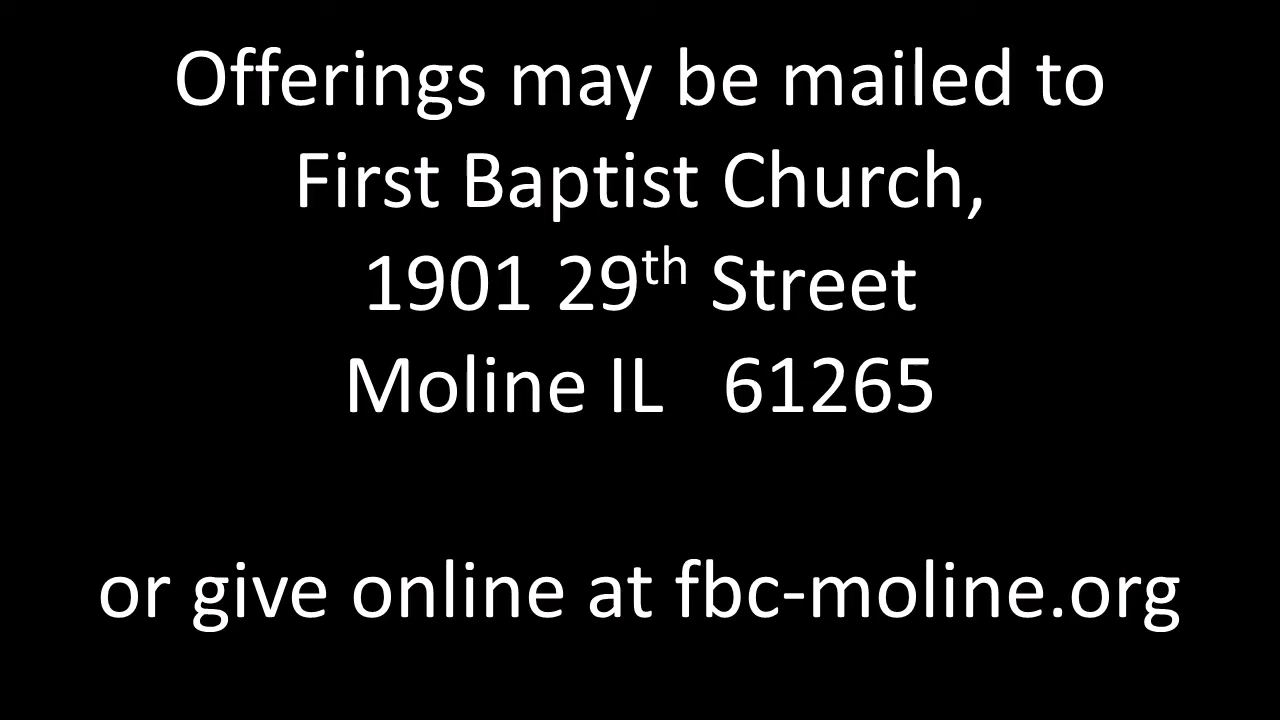 Offerings may be mailed to
First Baptist Church,
1901 29th Street
Moline IL   61265
or give online at fbc-moline.org